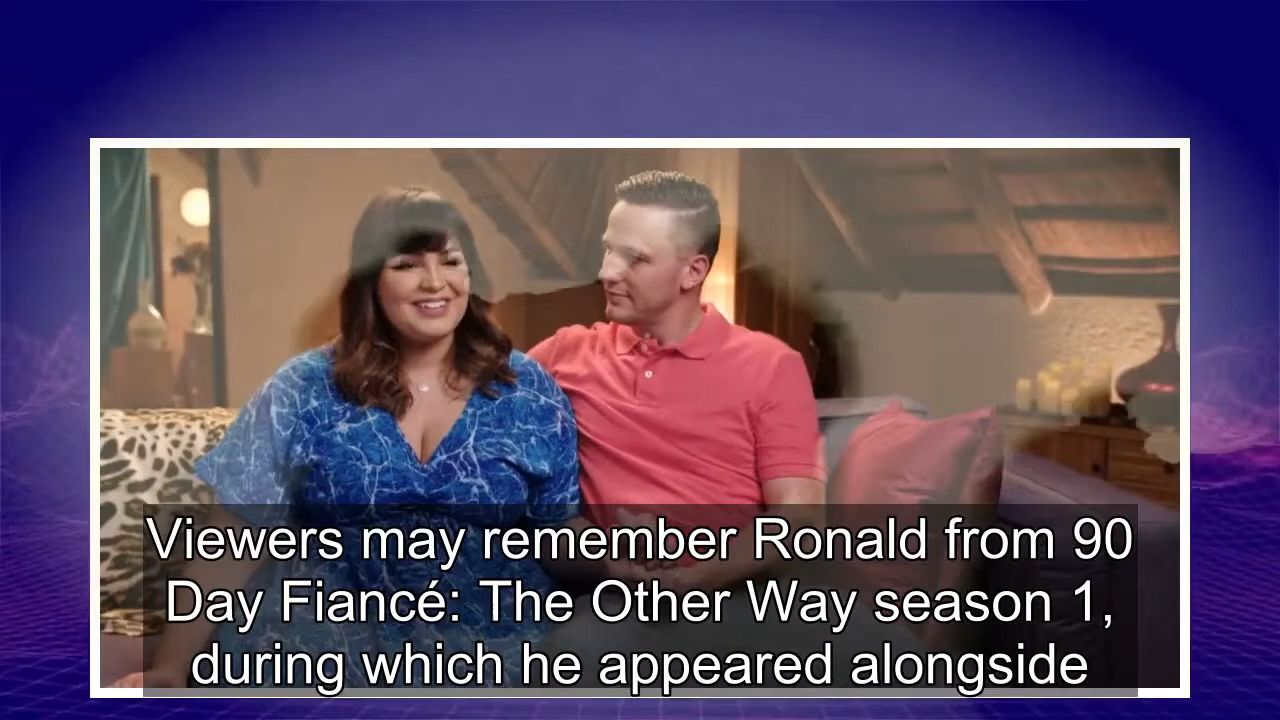 Viewers may remember Ronald from 90
Day Fiancé: The Other Way season 1,
during which he appeared alongside